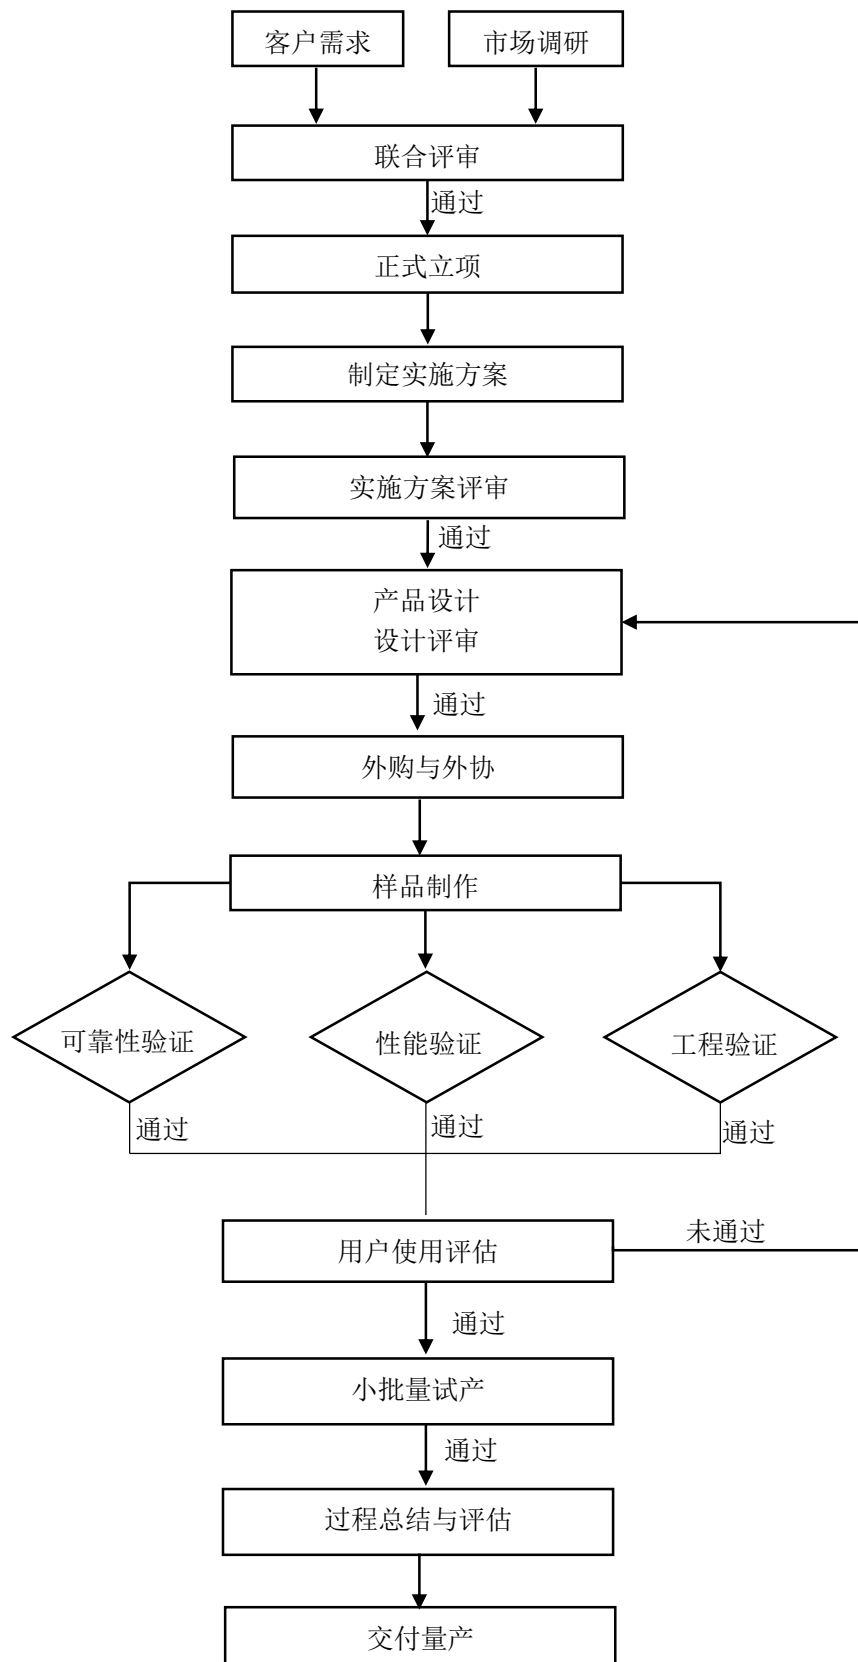 客户需求
市场调研
联合评审
通过
正式立项
制定实施方案
实施方案评审
通过
产品设计
设计评审
通过
外购与外协
样品制作
可靠性验证
性能验证
工程验证
通过
通过
通过
用户使用评估
未通过
通过
小批量试产
通过
过程总结与评估
交付量产